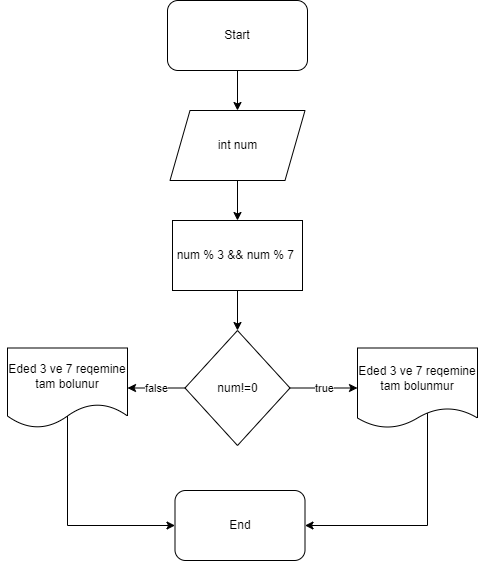 Start
int num
num % 3 && num % 7
Eded 3 ve 7 reqemine
tam bolunur
false
num!=0
true
Eded 3 ve 7 reqemine
tam bolunmur
End